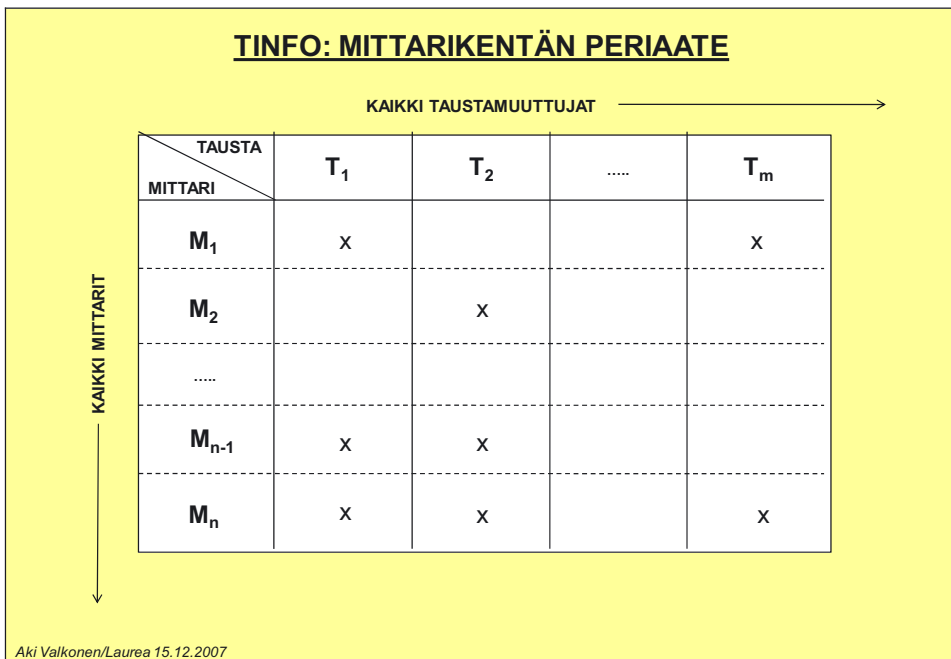 TINFO: MITTARIKENTÄN PERIAATE
KAIKKI TAUSTAMUUTTUJAT
TAUSTA
MITTARI
T₁ T₂ ..... Tₘ
M₁ x x
M₂ x
.....
Mₙ₋₁ x x
Mₙ x x x
KAIKKI MITTARIT
Aki Valkonen/Laurea 15.12.2007